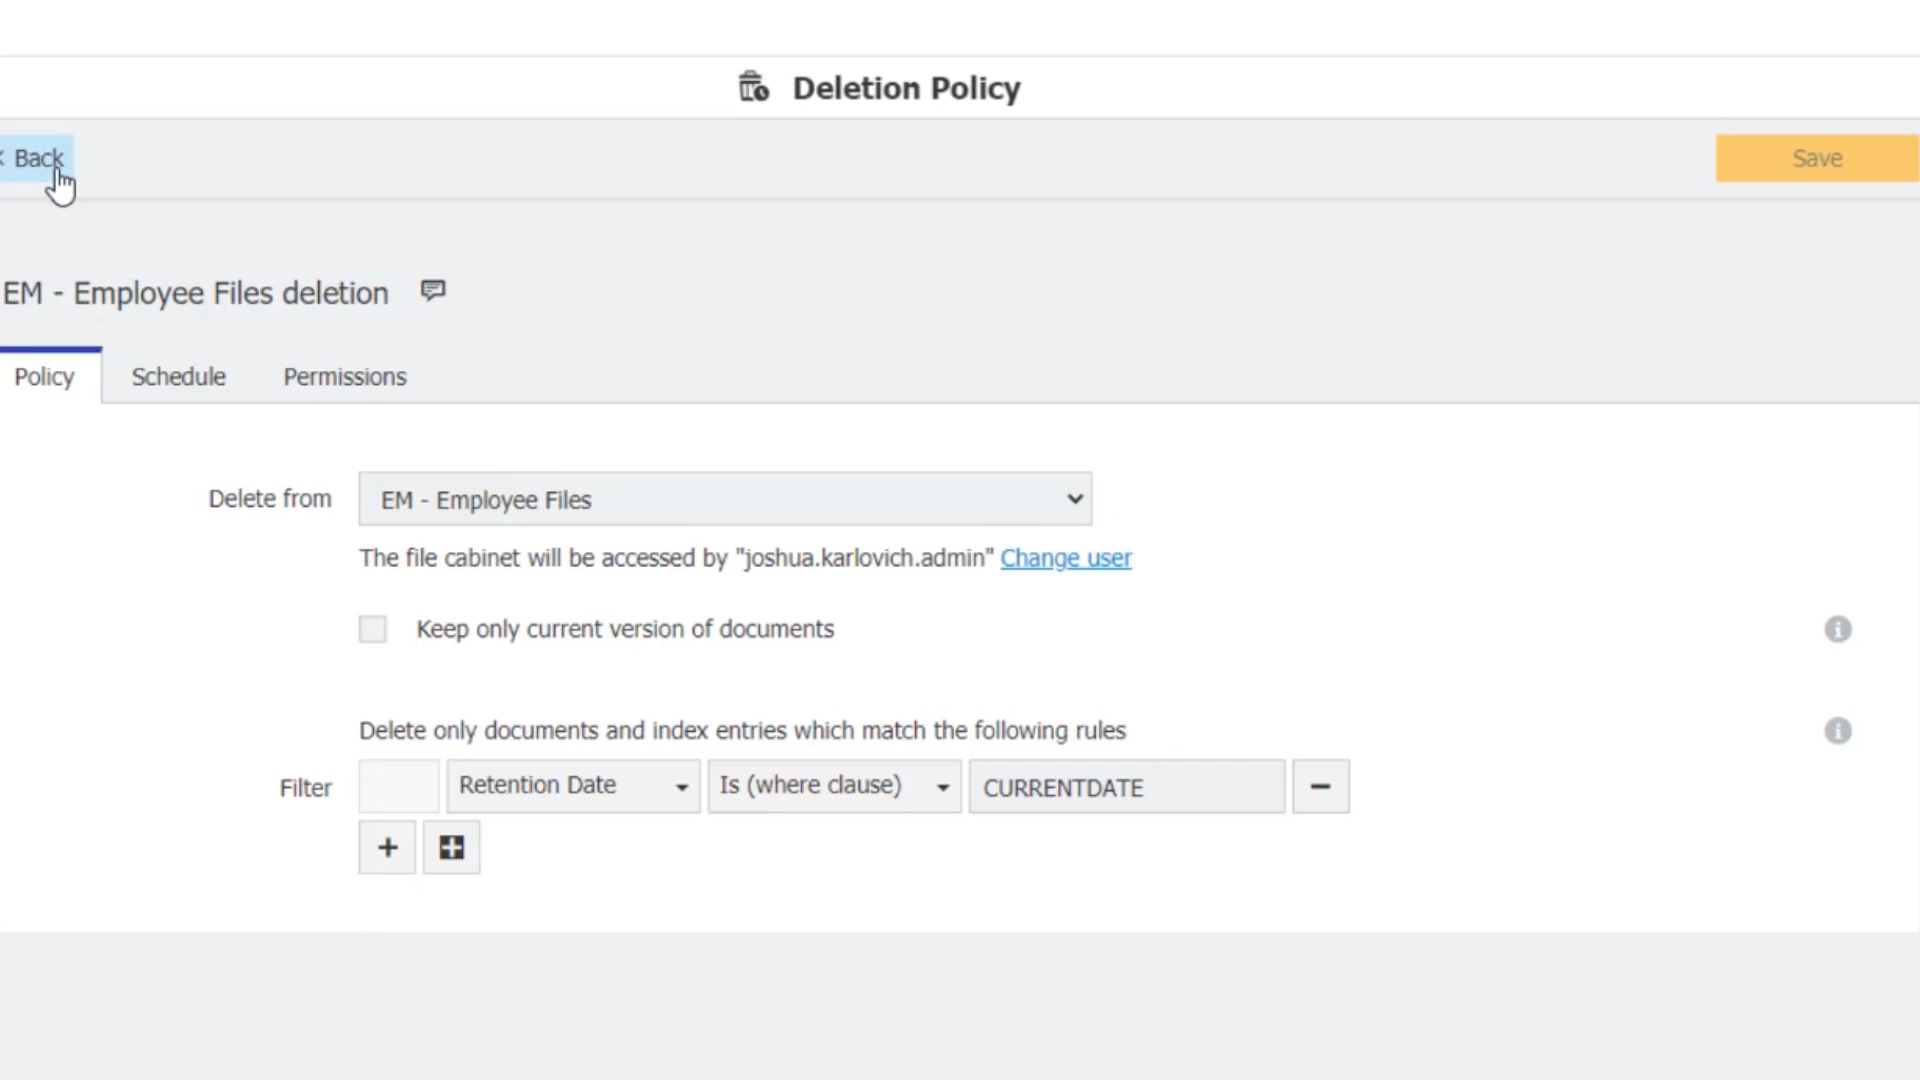 Deletion Policy
Back
Save
EM - Employee Files deletion
Policy Schedule Permissions
Delete from EM - Employee Files
The file cabinet will be accessed by "joshua.karlovich.admin" Change user
Keep only current version of documents
Delete only documents and index entries which match the following rules
Filter Retention Date Is (where clause) CURRENTDATE